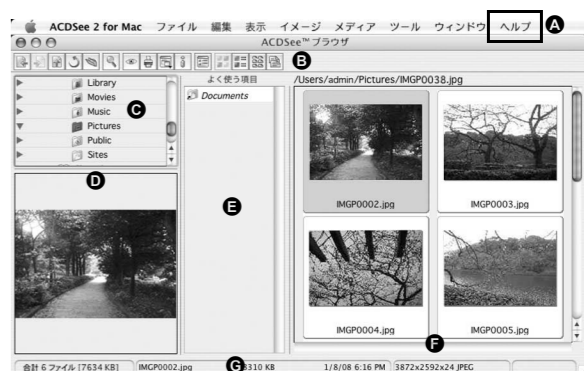 ACDSee 2 for Mac ファイル 編集 表示 イメージ メディア ツール ウィンドウ ヘルプ A
ACDSee™ ブラウザ
B
Library
Movies
Music
Pictures
Public
Sites
C
D
よく使う項目
Documents
E
/Users/admin/Pictures/IMGP0038.jpg
IMGP0002.jpg
IMGP0003.jpg
IMGP0004.jpg
IMGP0005.jpg
F
合計 6 ファイル [7634 KB] IMGP0002.jpg G 3310 KB 1/8/08 6:16 PM 3872x2592x24 JPEG